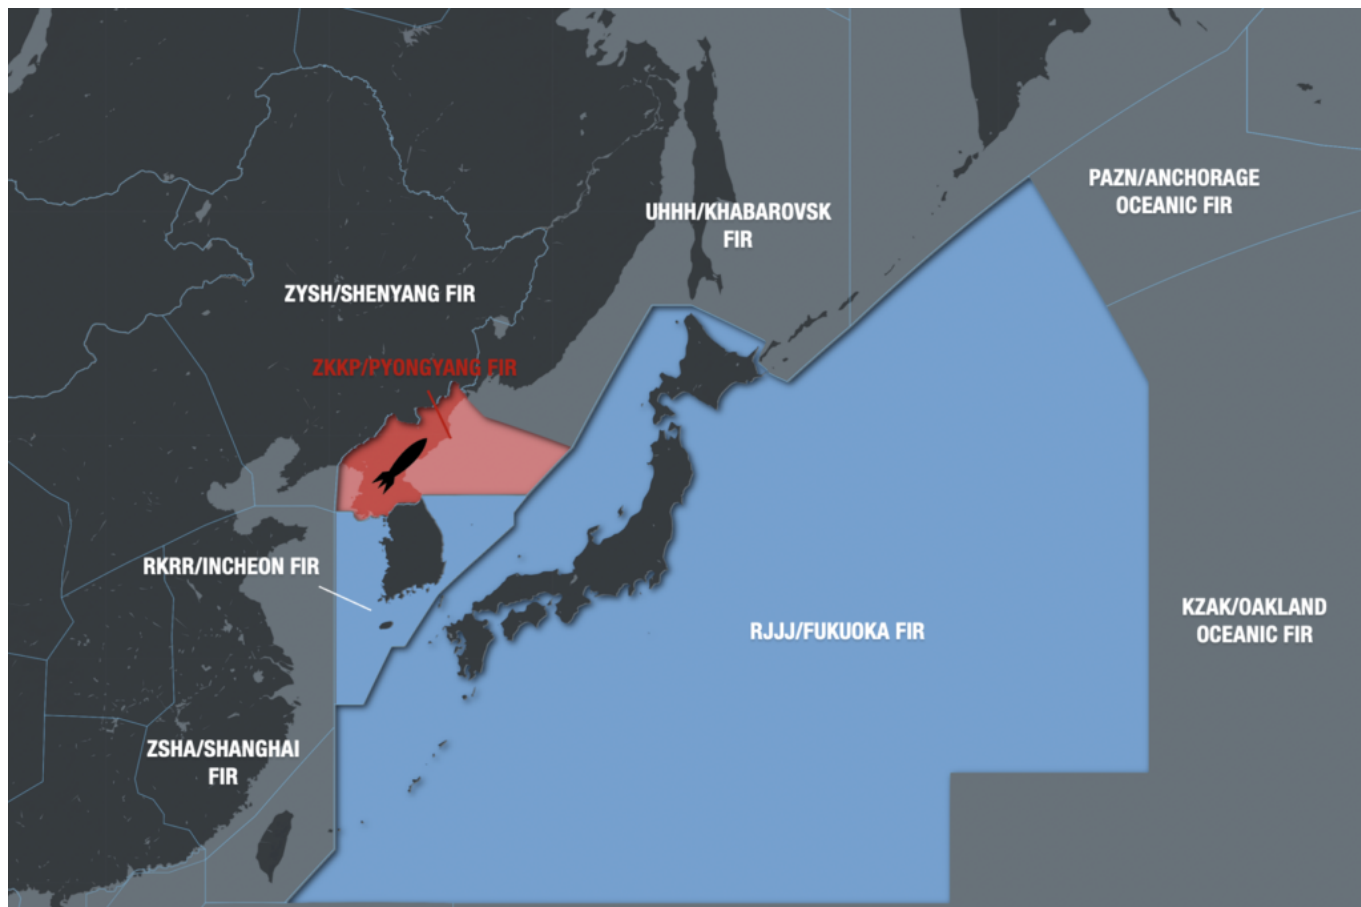 PAZN/ANCHORAGE
OCEANIC FIR
UHHH/KHABAROVSK
FIR
ZYSH/SHENYANG FIR
ZKKP/PYONGYANG FIR
RKRR/INCHEON FIR
KZAK/OAKLAND
OCEANIC FIR
RJJJ/FUKUOKA FIR
ZSHA/SHANGHAI
FIR